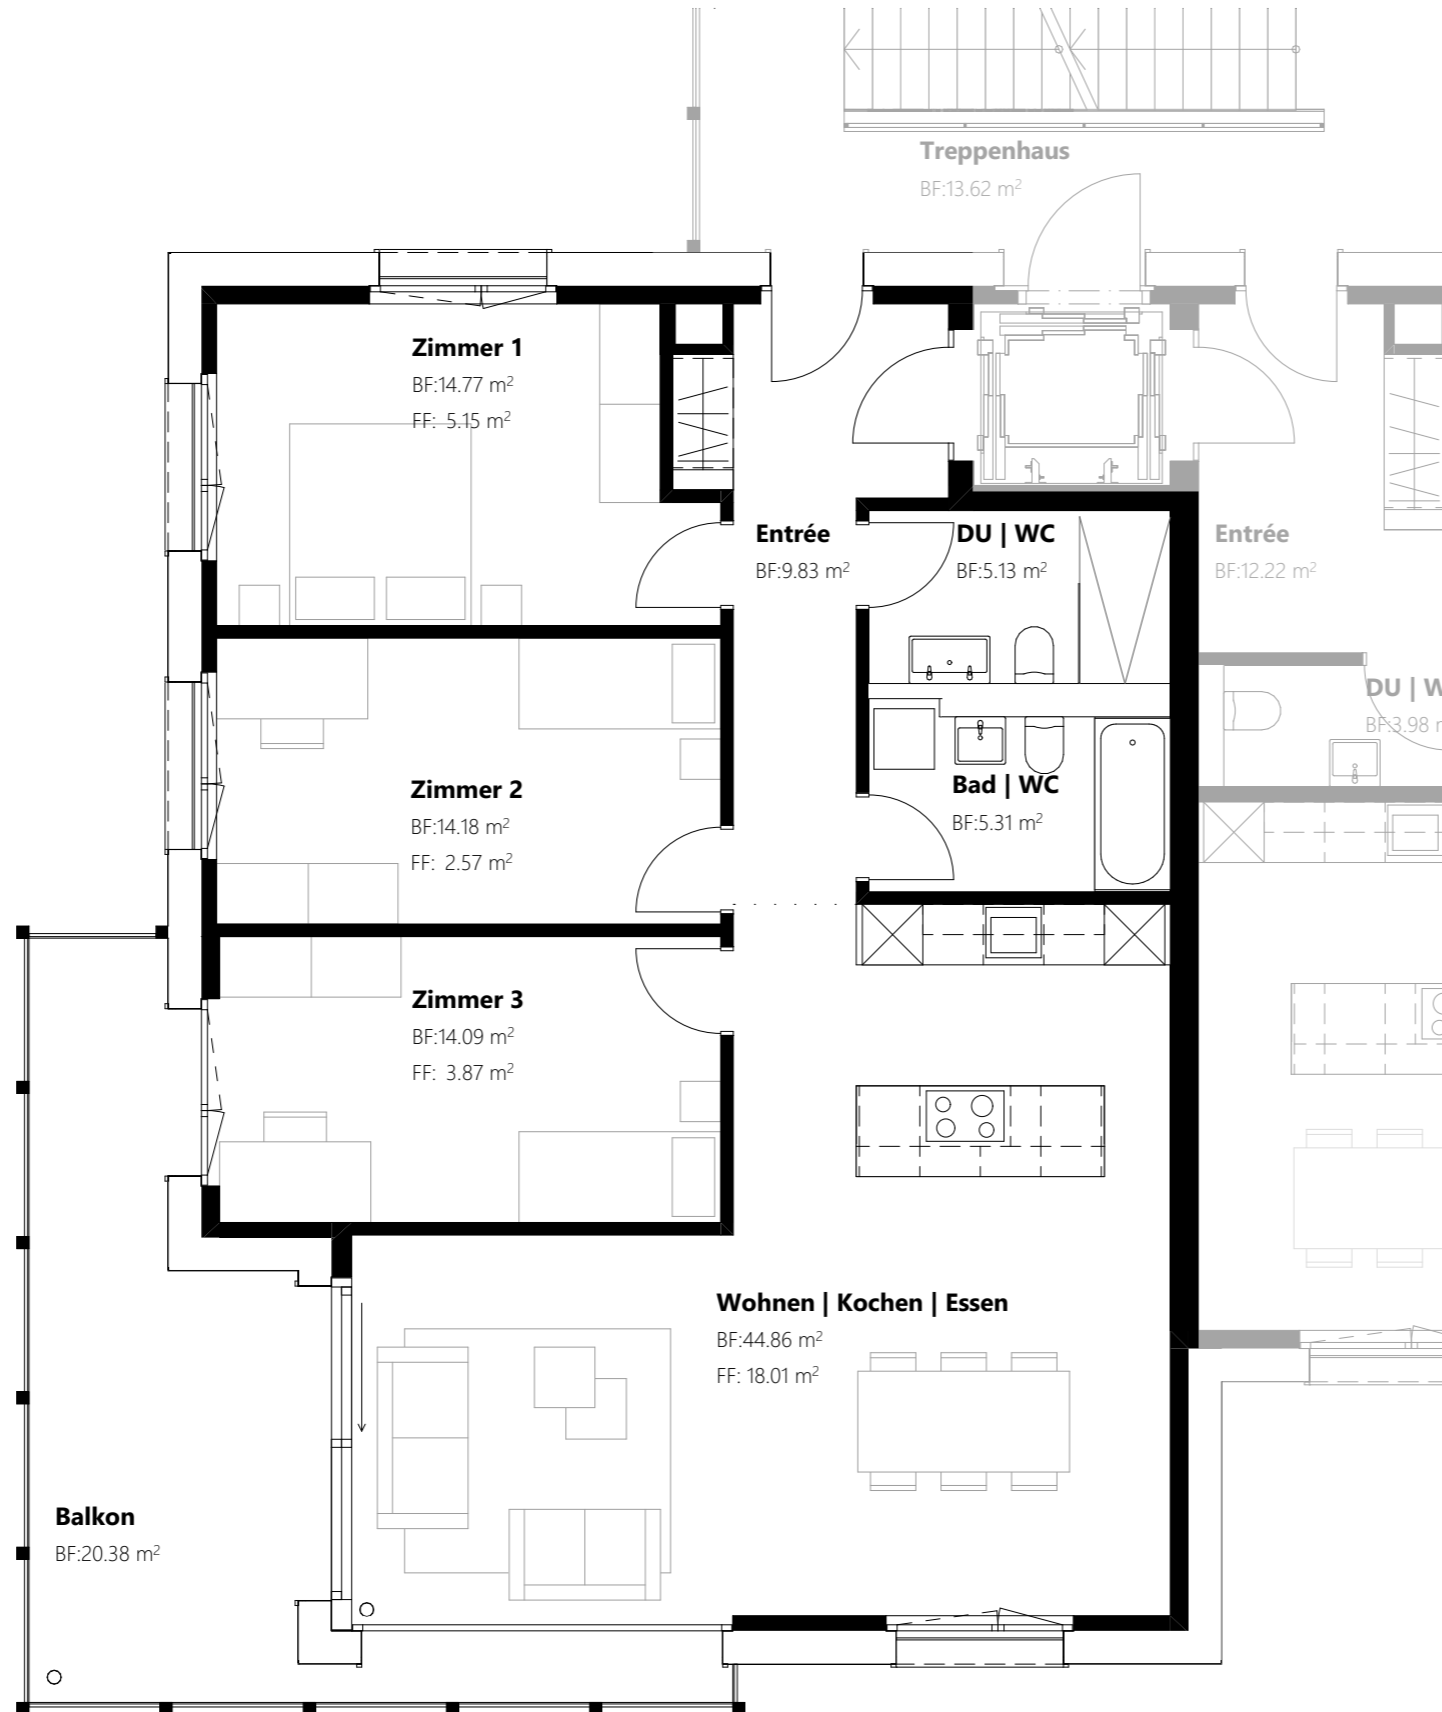 Treppenhaus
BF:13.62 m²
Zimmer 1
BF:14.77 m²
FF: 5.15 m²
Entrée
BF:9.83 m²
DU | WC
BF:5.13 m²
Entrée
BF:12.22 m²
DU | W
BF:3.98 m
Zimmer 2
BF:14.18 m²
FF: 2.57 m²
Bad | WC
BF:5.31 m²
Zimmer 3
BF:14.09 m²
FF: 3.87 m²
Wohnen | Kochen | Essen
BF:44.86 m²
FF: 18.01 m²
Balkon
BF:20.38 m²